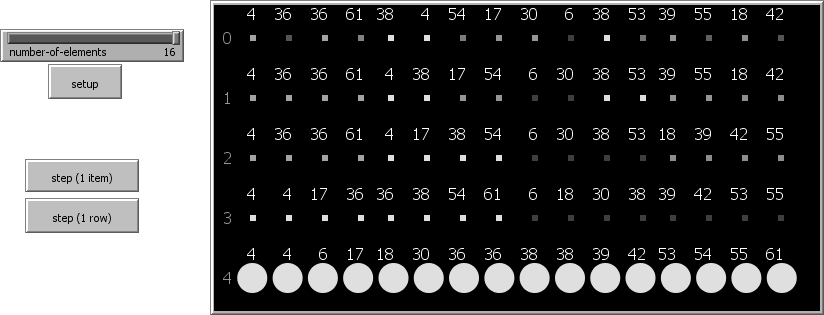 number-of-elements 16
setup
step (1 item)
step (1 row)
4 36 36 61 38 4 54 17 30 6 38 53 39 55 18 42
0
4 36 36 61 4 38 17 54 6 30 38 53 39 55 18 42
1
4 36 36 61 4 17 38 54 6 30 38 53 18 39 42 55
2
4 4 17 36 36 38 54 61 6 18 30 38 39 42 53 55
3
4 4 6 17 18 30 36 36 38 38 39 42 53 54 55 61
4